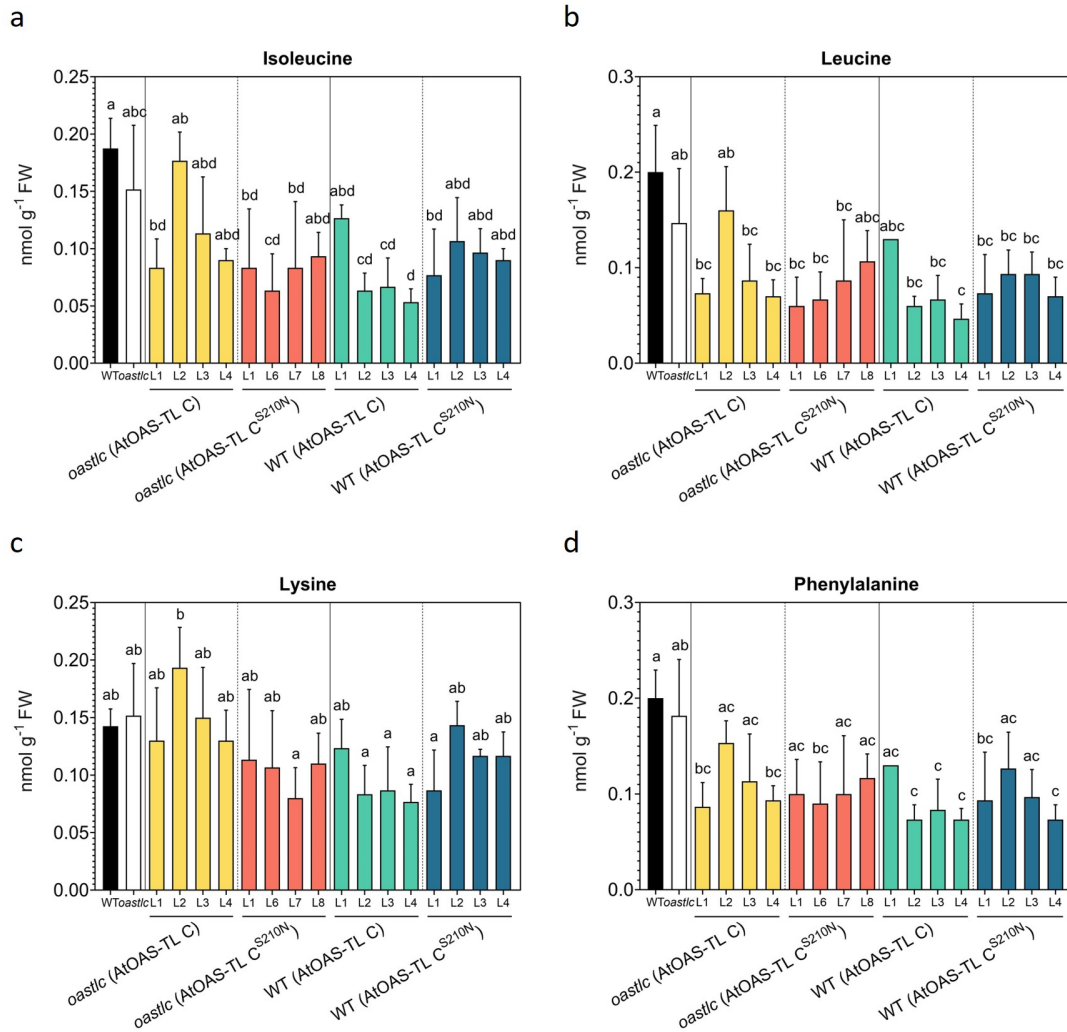 a
Isoleucine
nmol g⁻¹ FW
0.25
0.20
0.15
0.10
0.05
0.00
a abc bd ab abd abd bd cd bd abd abd cd cd d bd abd abd abd
WT oastlc L1 L2 L3 L4 L1 L6 L7 L8 L1 L2 L3 L4 L1 L2 L3 L4
oastlc (AtOAS-TL C)
oastlc (AtOAS-TL C^S210N)
WT (AtOAS-TL C)
WT (AtOAS-TL C^S210N)
b
Leucine
nmol g⁻¹ FW
0.3
0.2
0.1
0.0
a ab bc ab bc bc bc bc bc abc abc bc bc c bc bc bc bc
WT oastlc L1 L2 L3 L4 L1 L6 L7 L8 L1 L2 L3 L4 L1 L2 L3 L4
oastlc (AtOAS-TL C)
oastlc (AtOAS-TL C^S210N)
WT (AtOAS-TL C)
WT (AtOAS-TL C^S210N)
c
Lysine
nmol g⁻¹ FW
0.25
0.20
0.15
0.10
0.05
0.00
ab ab ab b ab ab ab ab a ab ab a a a ab ab ab ab
WT oastlc L1 L2 L3 L4 L1 L6 L7 L8 L1 L2 L3 L4 L1 L2 L3 L4
oastlc (AtOAS-TL C)
oastlc (AtOAS-TL C^S210N)
WT (AtOAS-TL C)
WT (AtOAS-TL C^S210N)
d
Phenylalanine
nmol g⁻¹ FW
0.3
0.2
0.1
0.0
a ab bc ac ac bc ac bc ac ac ac c c c bc ac ac c
WT oastlc L1 L2 L3 L4 L1 L6 L7 L8 L1 L2 L3 L4 L1 L2 L3 L4
oastlc (AtOAS-TL C)
oastlc (AtOAS-TL C^S210N)
WT (AtOAS-TL C)
WT (AtOAS-TL C^S210N)